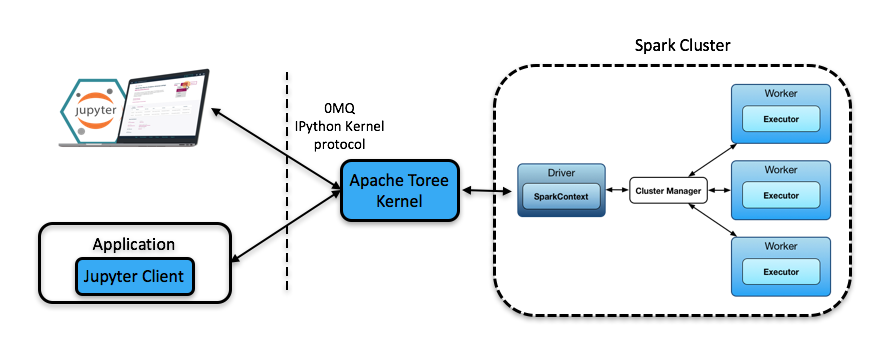 Spark Cluster
jupyter
0MQ
IPython Kernel
protocol
Apache Toree
Kernel
Application
Jupyter Client
Driver
SparkContext
Cluster Manager
Worker
Executor
Worker
Executor
Worker
Executor